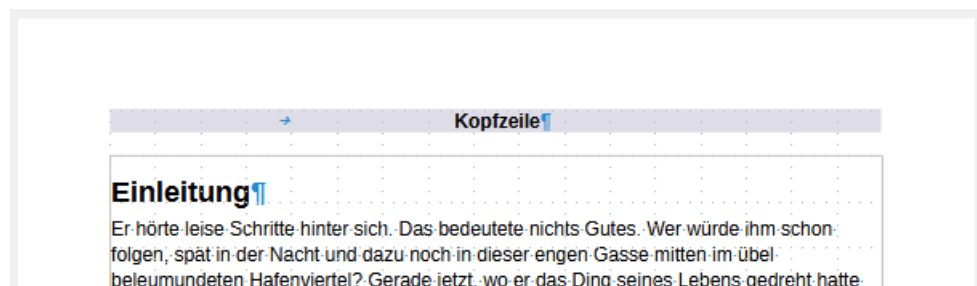 Kopfzeile
Einleitung
Er hörte leise Schritte hinter sich. Das bedeutete nichts Gutes. Wer würde ihm schon
folgen, spät in der Nacht und dazu noch in dieser engen Gasse mitten im übel
beleumundeten Hafenviertel? Gerade jetzt, wo er das Ding seines Lebens gedreht hatte